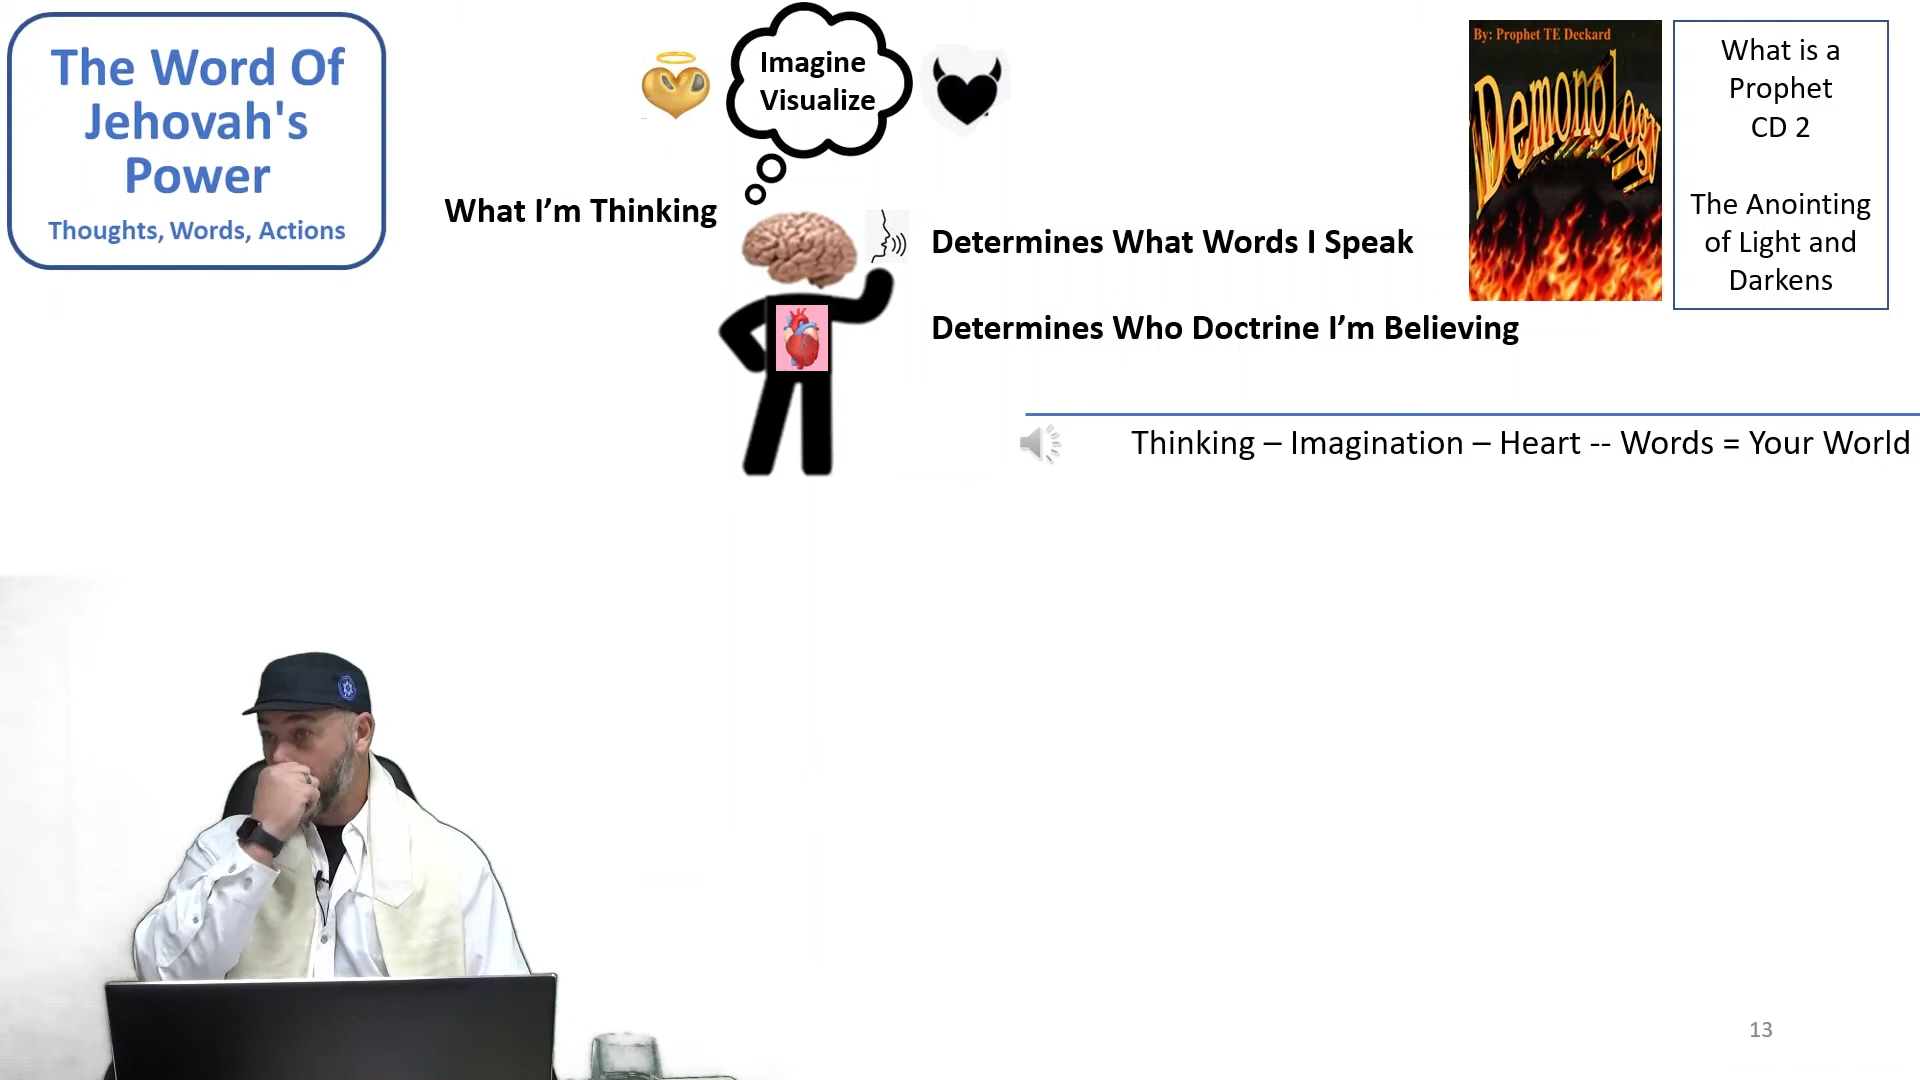 The Word Of
Jehovah's
Power
Thoughts, Words, Actions
Imagine
Visualize
What I’m Thinking
Determines What Words I Speak
Determines Who Doctrine I’m Believing
By: Prophet TE Deckard
Demonology
What is a
Prophet
CD 2
The Anointing
of Light and
Darkens
Thinking – Imagination – Heart -- Words = Your World
13